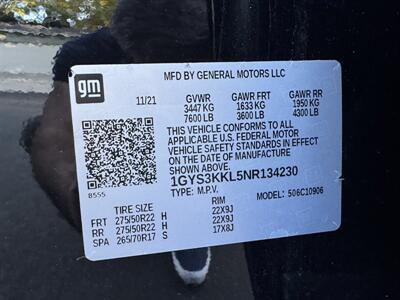 gm
MFD BY GENERAL MOTORS LLC
11/21 GVWR GAWR FRT GAWR RR
3447 KG 1633 KG 1950 KG
7600 LB 3600 LB 4300 LB
THIS VEHICLE CONFORMS TO ALL
APPLICABLE U.S. FEDERAL MOTOR
VEHICLE SAFETY STANDARDS IN EFFECT
ON THE DATE OF MANUFACTURE
SHOWN ABOVE.
1GYS3KKL5NR134230
8555 TYPE: M.P.V. MODEL: 506C10906
TIRE SIZE RIM
FRT 275/50R22 H 22X9J
RR 275/50R22 H 22X9J
SPA 265/70R17 S 17X8J